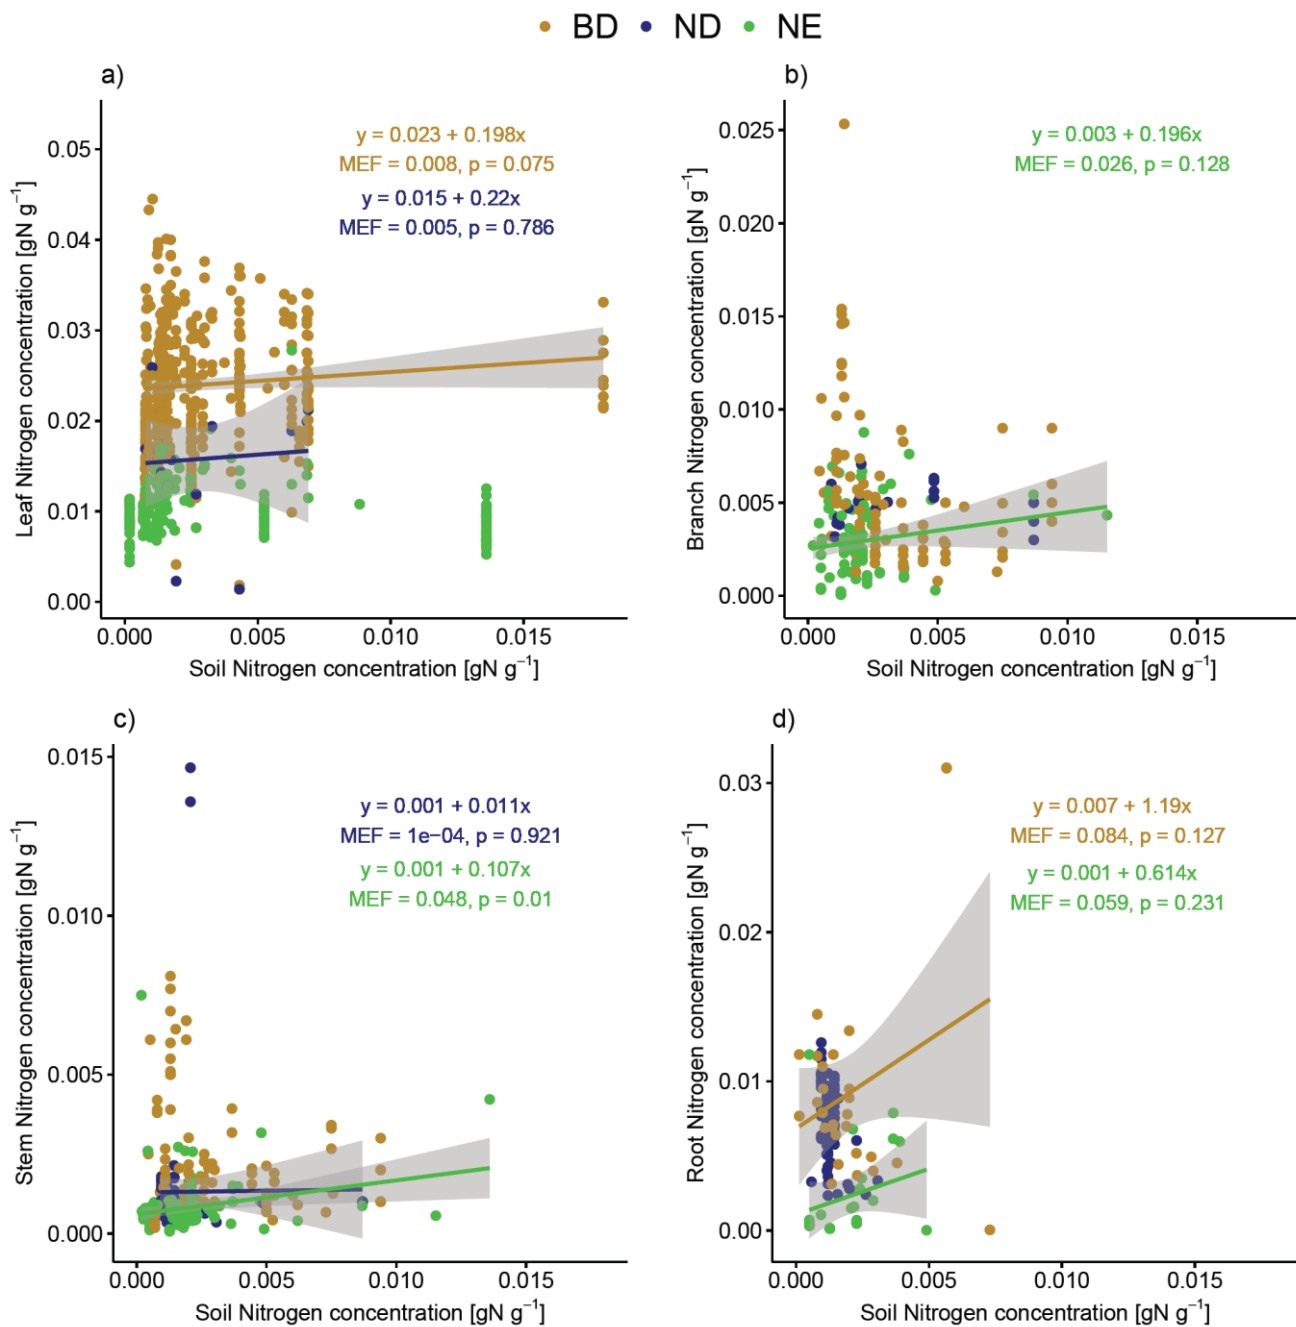 BD ND NE
a)
y = 0.023 + 0.198x
MEF = 0.008, p = 0.075
y = 0.015 + 0.22x
MEF = 0.005, p = 0.786
Leaf Nitrogen concentration [gN g⁻¹]
0.05
0.04
0.03
0.02
0.01
0.00
0.000 0.005 0.010 0.015
Soil Nitrogen concentration [gN g⁻¹]
b)
y = 0.003 + 0.196x
MEF = 0.026, p = 0.128
Branch Nitrogen concentration [gN g⁻¹]
0.025
0.020
0.015
0.010
0.005
0.000
0.000 0.005 0.010 0.015
Soil Nitrogen concentration [gN g⁻¹]
c)
y = 0.001 + 0.011x
MEF = 1e−04, p = 0.921
y = 0.001 + 0.107x
MEF = 0.048, p = 0.01
Stem Nitrogen concentration [gN g⁻¹]
0.015
0.010
0.005
0.000
0.000 0.005 0.010 0.015
Soil Nitrogen concentration [gN g⁻¹]
d)
y = 0.007 + 1.19x
MEF = 0.084, p = 0.127
y = 0.001 + 0.614x
MEF = 0.059, p = 0.231
Root Nitrogen concentration [gN g⁻¹]
0.03
0.02
0.01
0.00
0.000 0.005 0.010 0.015
Soil Nitrogen concentration [gN g⁻¹]